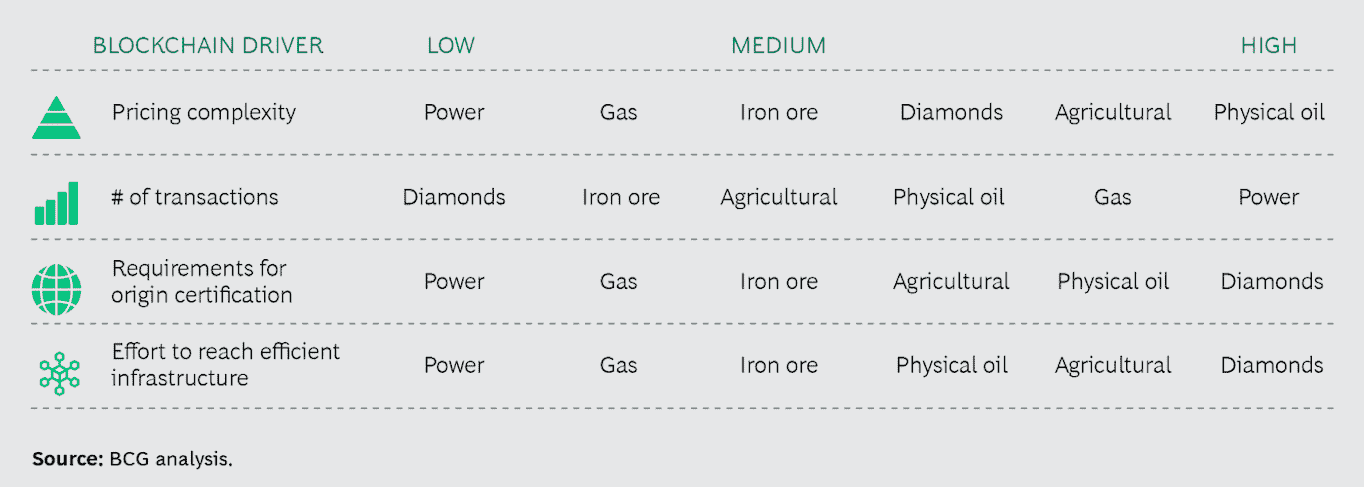 BLOCKCHAIN DRIVER LOW MEDIUM HIGH
Pricing complexity Power Gas Iron ore Diamonds Agricultural Physical oil
# of transactions Diamonds Iron ore Agricultural Physical oil Gas Power
Requirements for
origin certification Power Gas Iron ore Agricultural Physical oil Diamonds
Effort to reach efficient
infrastructure Power Gas Iron ore Physical oil Agricultural Diamonds
Source: BCG analysis.